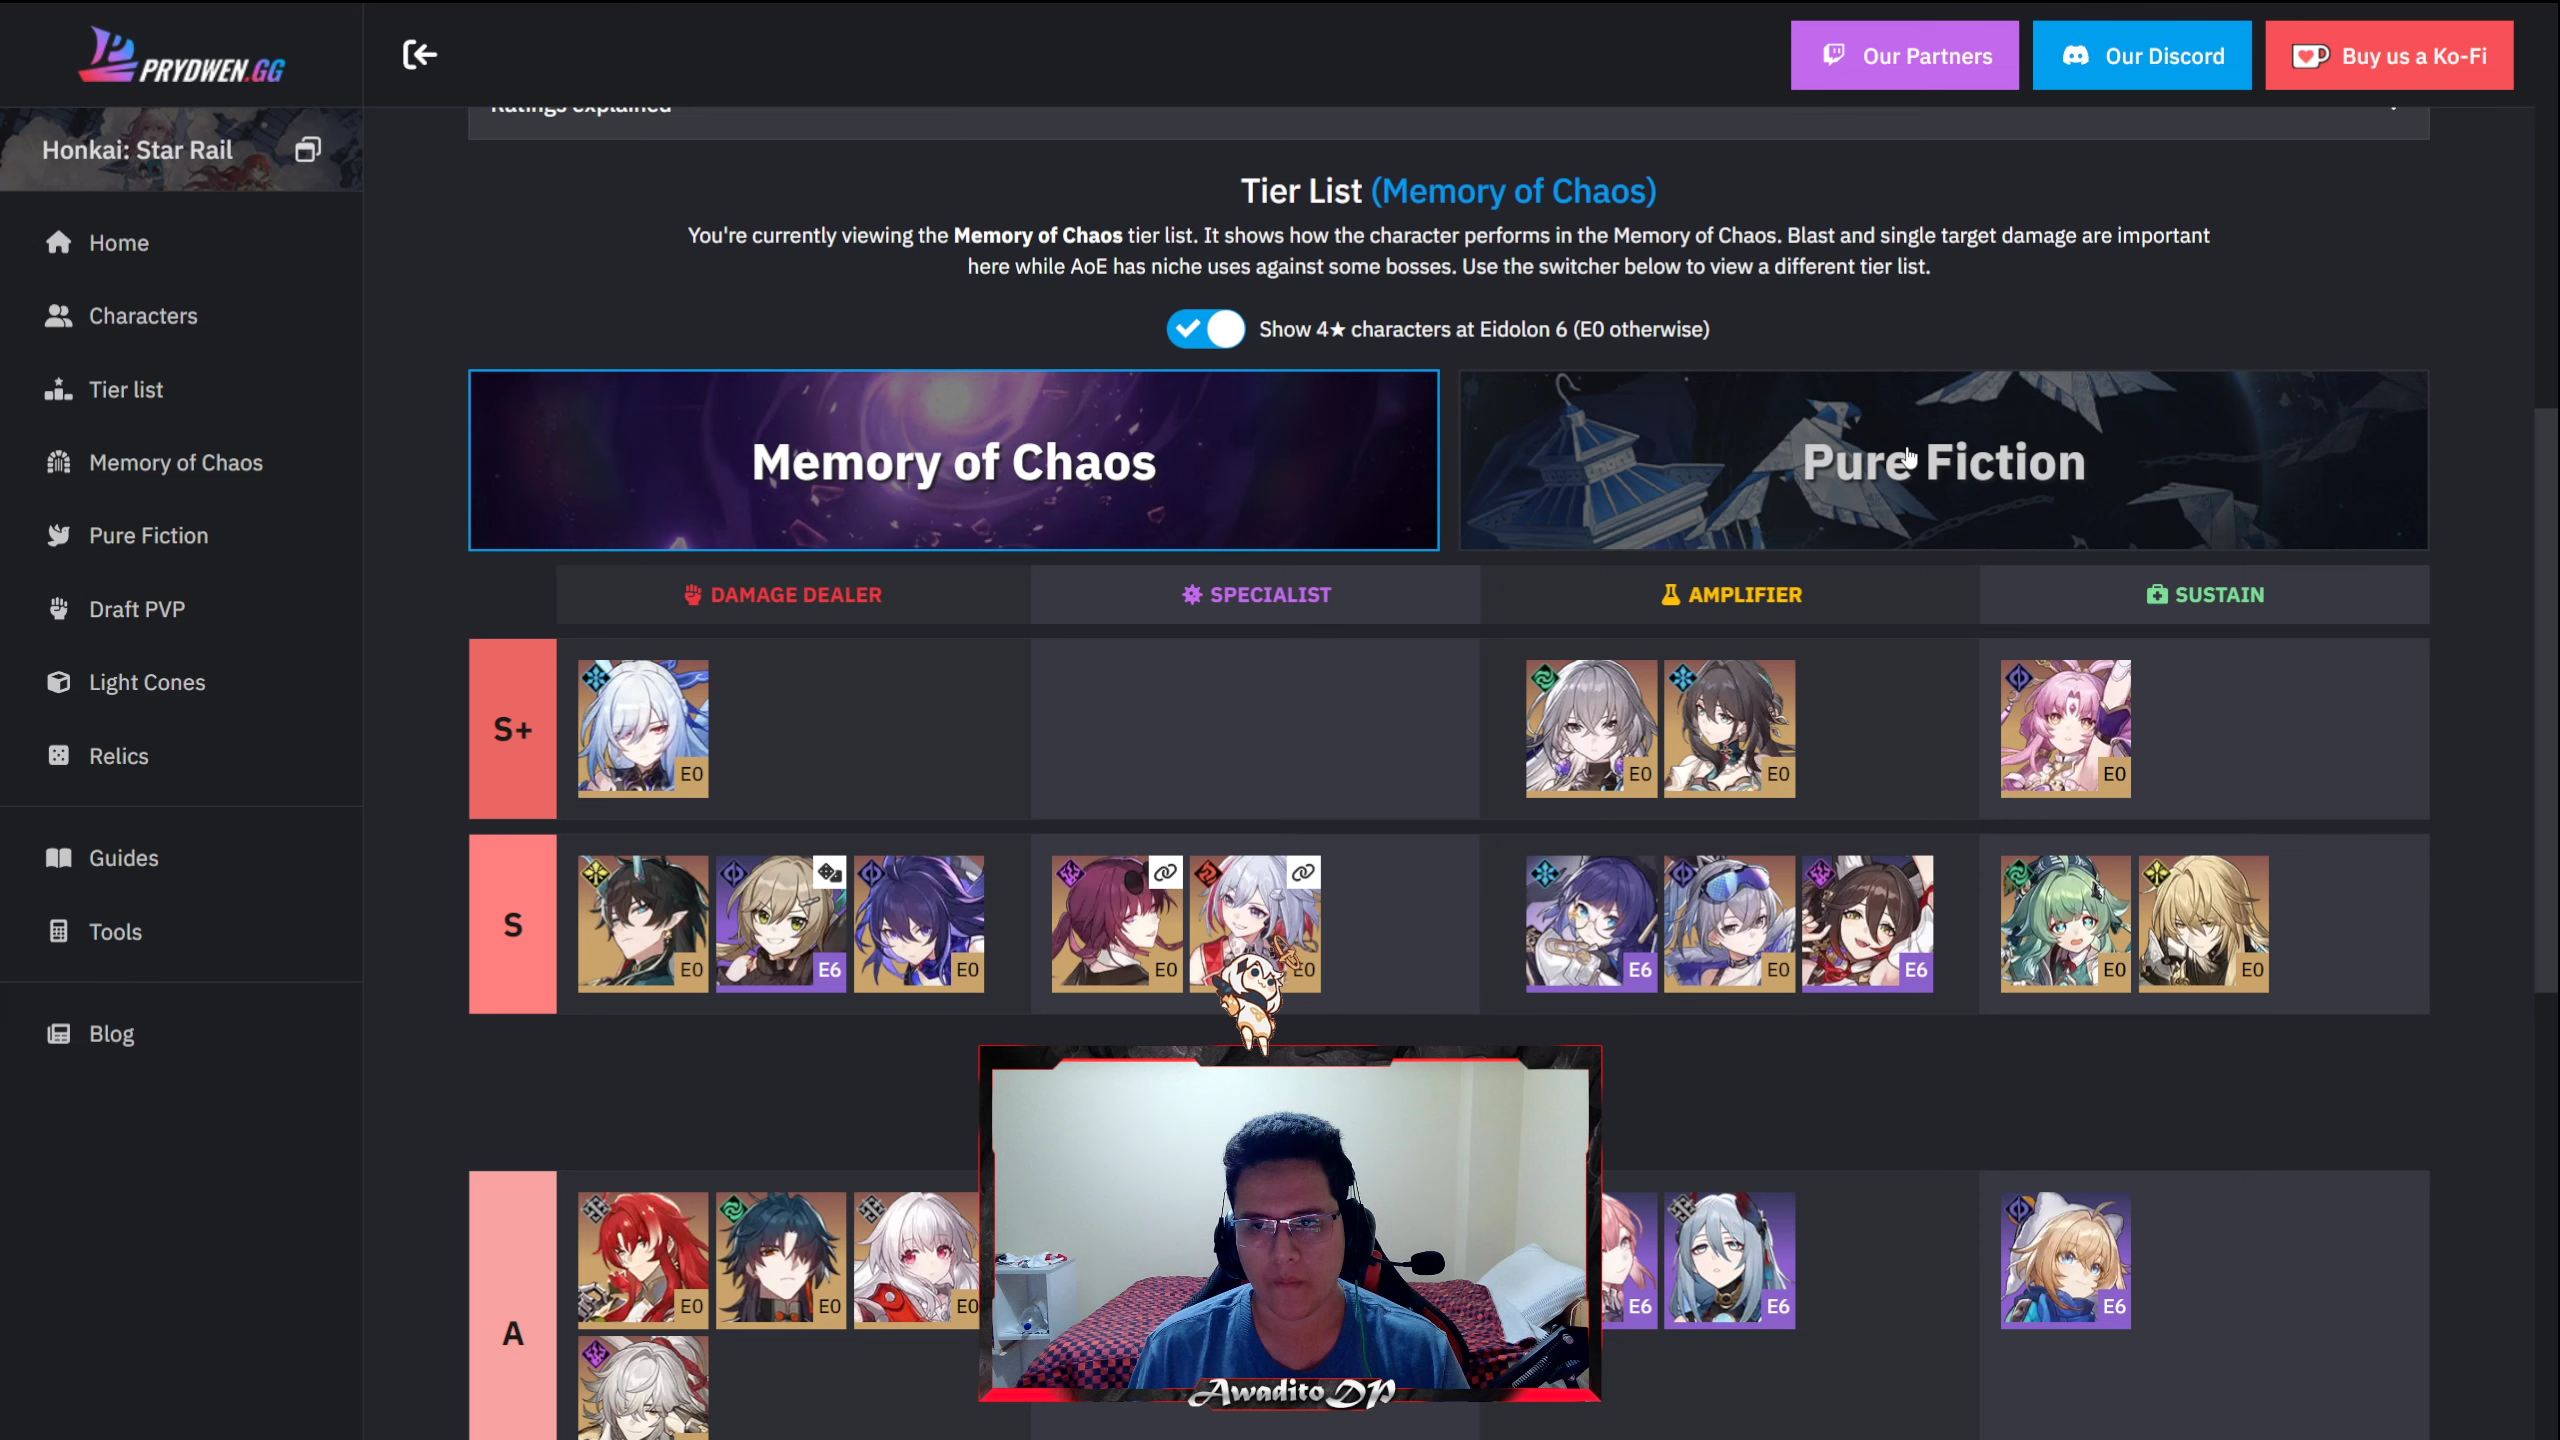 PRYDWEN.GG
Our Partners
Our Discord
Buy us a Ko-Fi
Honkai: Star Rail
Home
Characters
Tier list
Memory of Chaos
Pure Fiction
Draft PVP
Light Cones
Relics
Guides
Tools
Blog
Ratings explained
Tier List (Memory of Chaos)
You're currently viewing the Memory of Chaos tier list. It shows how the character performs in the Memory of Chaos. Blast and single target damage are important
here while AoE has niche uses against some bosses. Use the switcher below to view a different tier list.
Show 4★ characters at Eidolon 6 (E0 otherwise)
Memory of Chaos
Pure Fiction
DAMAGE DEALER
SPECIALIST
AMPLIFIER
SUSTAIN
S+
E0
E0
E0
E0
S
E0
E6
E0
E0
E0
E6
E0
E6
E0
E0
A
E0
E0
E0
E6
E6
E6
Awadito DP